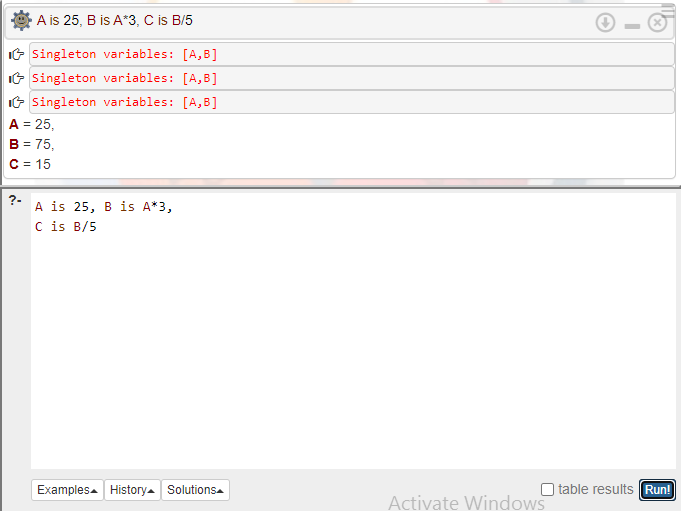 A is 25, B is A*3, C is B/5
Singleton variables: [A,B]
Singleton variables: [A,B]
Singleton variables: [A,B]
A = 25,
B = 75,
C = 15
?-
A is 25, B is A*3,
C is B/5
Examples History Solutions table results Run!
Activate Windows